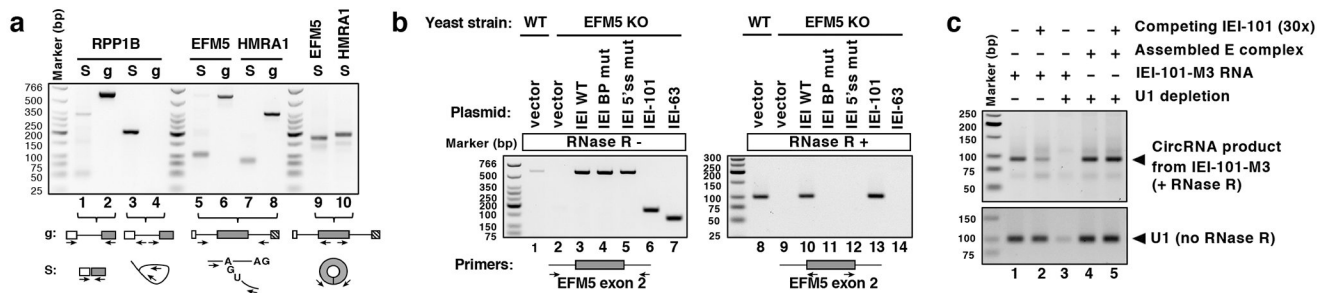 a
RPP1B EFM5 HMRA1 EFM5 HMRA1
Marker (bp) S g S g S g S g S S
766
500
350
200
150
100
75
50
25
1 2 3 4 5 6 7 8 9 10
g:
S:
A AG
G
U
b
Yeast strain: WT EFM5 KO WT EFM5 KO
Plasmid: vector vector IEI WT IEI BP mut IEI 5'ss mut IEI-101 IEI-63 vector vector IEI WT IEI BP mut IEI 5'ss mut IEI-101 IEI-63
Marker (bp) RNase R - RNase R +
766
500
350
200
150
100
75
300
250
200
150
100
75
50
25
1 2 3 4 5 6 7 8 9 10 11 12 13 14
Primers:
EFM5 exon 2 EFM5 exon 2
c
Marker (bp)
– + – – + Competing IEI-101 (30x)
– – – + + Assembled E complex
+ + + – – IEI-101-M3 RNA
– – + + + U1 depletion
250
200
150
100
50
CircRNA product
from IEI-101-M3
(+ RNase R)
150
100
75
U1 (no RNase R)
1 2 3 4 5